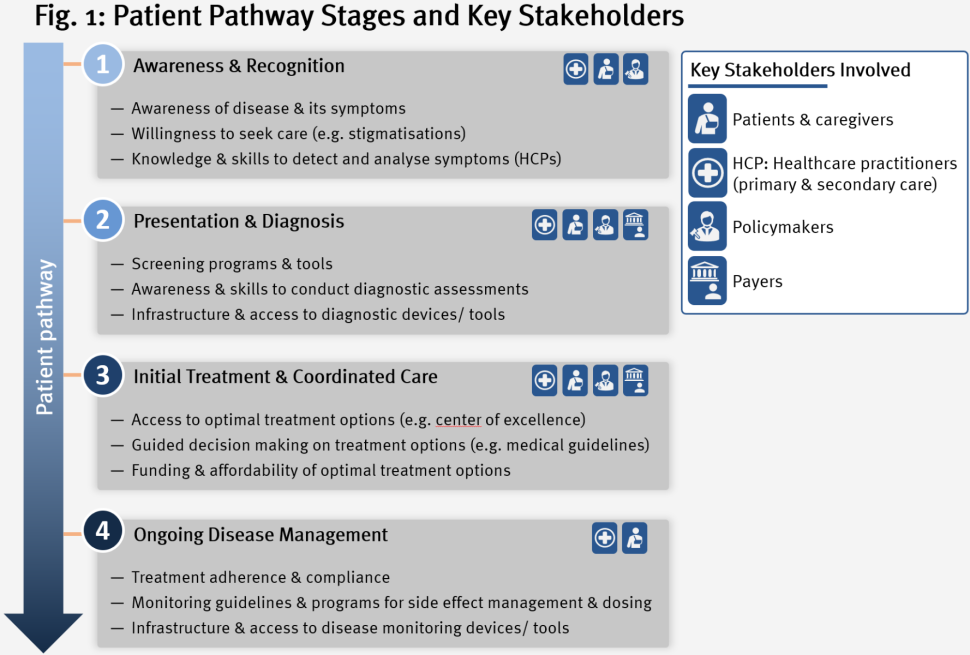 Fig. 1: Patient Pathway Stages and Key Stakeholders
Patient pathway
1
Awareness & Recognition
— Awareness of disease & its symptoms
— Willingness to seek care (e.g. stigmatisations)
— Knowledge & skills to detect and analyse symptoms (HCPs)
2
Presentation & Diagnosis
— Screening programs & tools
— Awareness & skills to conduct diagnostic assessments
— Infrastructure & access to diagnostic devices/ tools
3
Initial Treatment & Coordinated Care
— Access to optimal treatment options (e.g. center of excellence)
— Guided decision making on treatment options (e.g. medical guidelines)
— Funding & affordability of optimal treatment options
4
Ongoing Disease Management
— Treatment adherence & compliance
— Monitoring guidelines & programs for side effect management & dosing
— Infrastructure & access to disease monitoring devices/ tools
Key Stakeholders Involved
Patients & caregivers
HCP: Healthcare practitioners
(primary & secondary care)
Policymakers
Payers